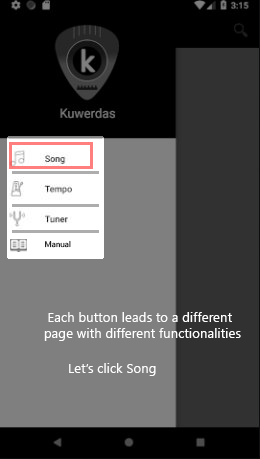 3:15
k
Kuwerdas
Song
Tempo
Tuner
Manual
Each button leads to a different
page with different functionalities
Let's click Song